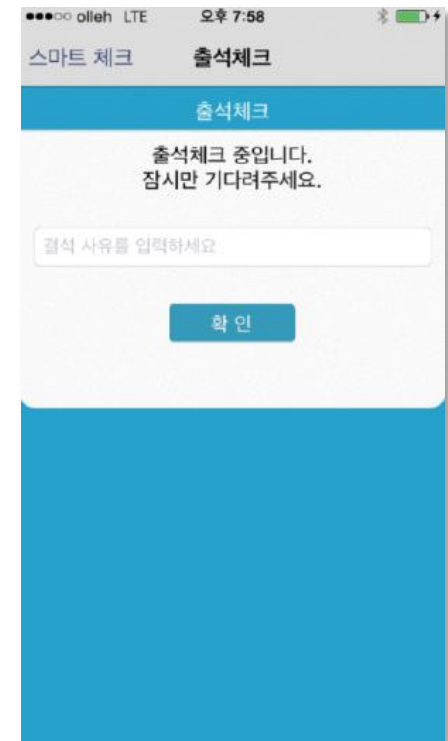 olleh LTE 오후 7:58
스마트 체크 출석체크
출석체크
출석체크 중입니다.
잠시만 기다려주세요.
결석 사유를 입력하세요
확 인